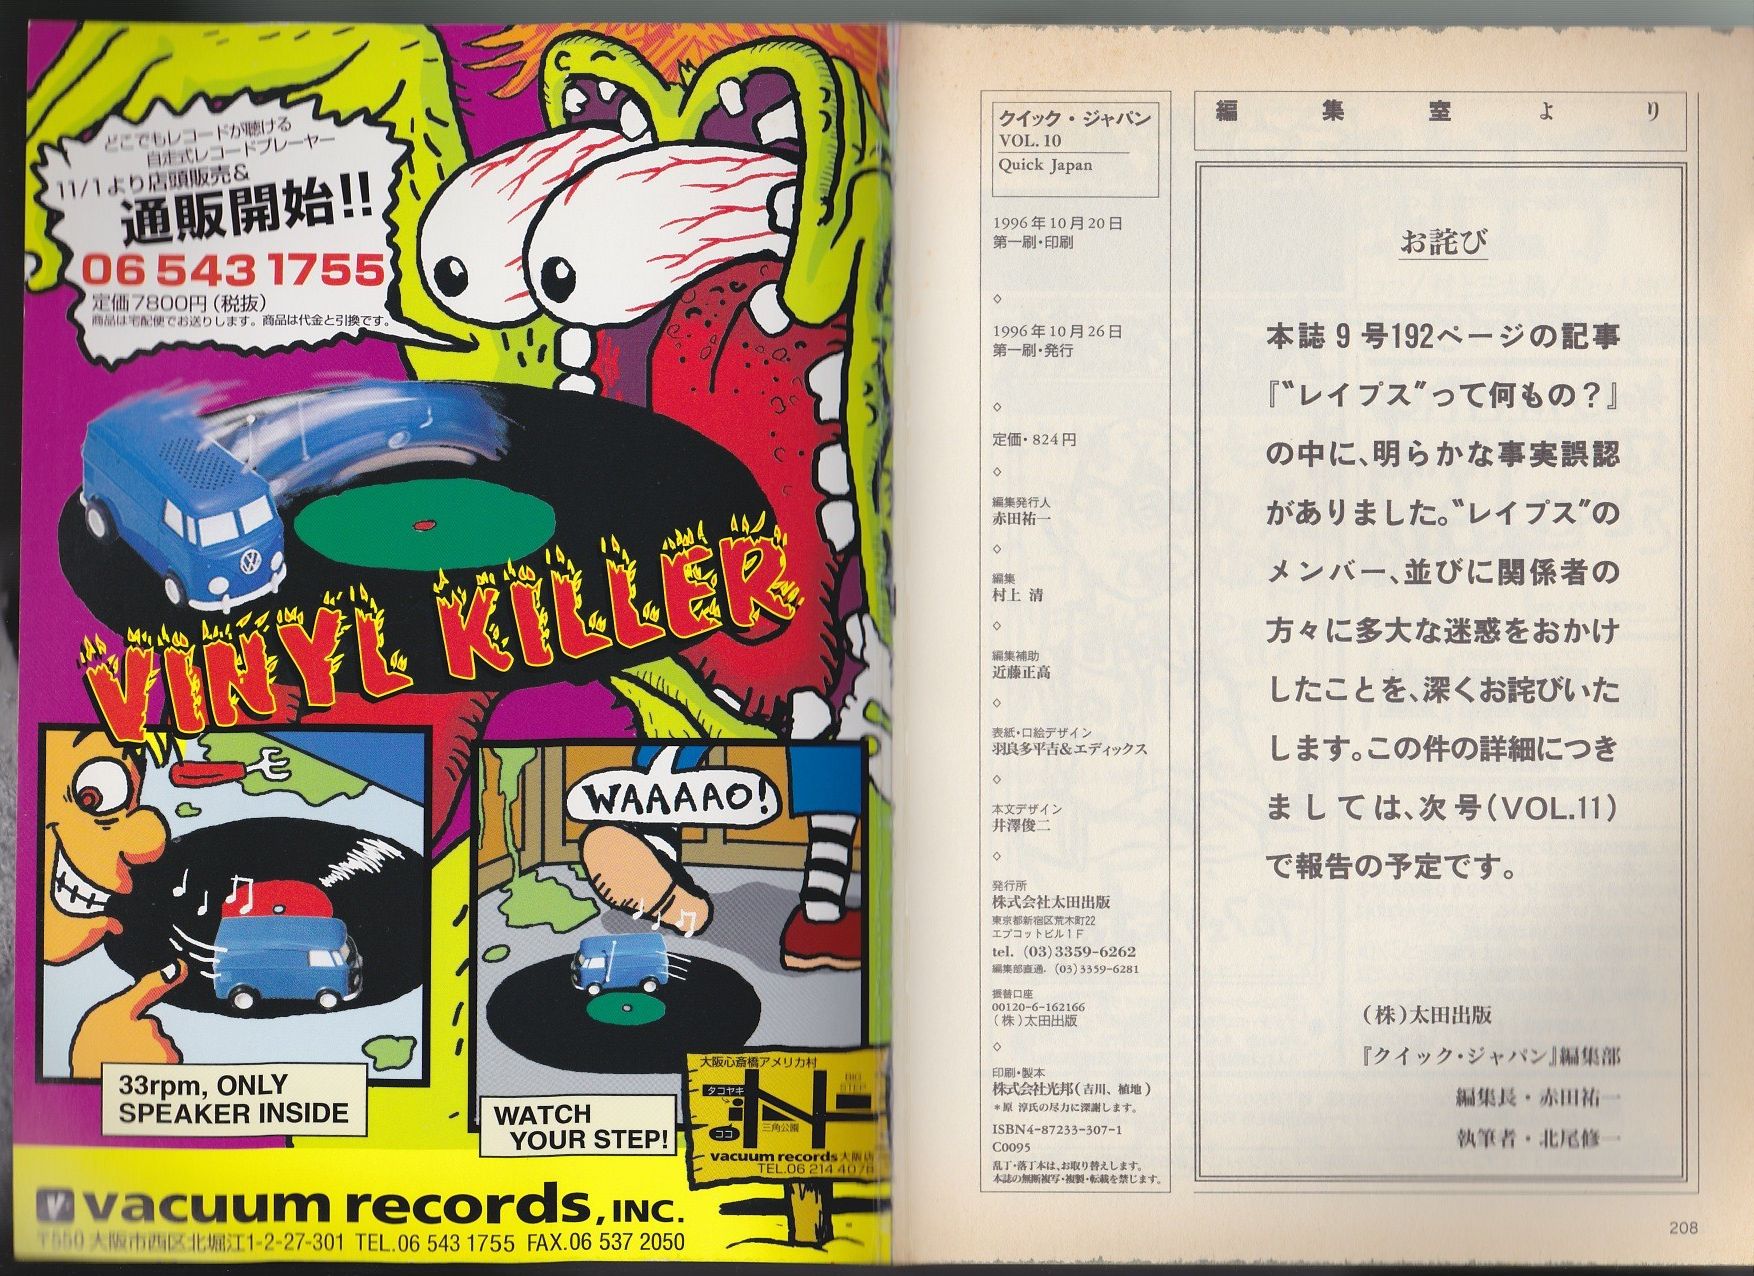 どこでもレコードが聴ける
自走式レコードプレーヤー
11/1より店頭販売&
通販開始!!
06 543 1755
定価7800円(税抜)
商品は宅配便でお送りします。商品は代金と引換です。
VINYL KILLER
WAAAAO!
33rpm, ONLY
SPEAKER INSIDE
WATCH
YOUR STEP!
大阪心斎橋アメリカ村
タコヤキ
BIG
STEP
ココ
三角公園
vacuum records大阪店
TEL.06 214 4078
V
vacuum records, INC.
〒550 大阪市西区北堀江1-2-27-301 TEL.06 543 1755 FAX.06 537 2050
クイック・ジャパン
VOL. 10
Quick Japan
1996年10月20日
第一刷・印刷
◇
1996年10月26日
第一刷・発行
◇
定価・824円
◇
編集発行人
赤田祐一
◇
編集
村上 清
◇
編集補助
近藤正高
◇
表紙・口絵デザイン
羽良多平吉&エディックス
◇
本文デザイン
井澤俊二
◇
発行所
株式会社太田出版
東京都新宿区荒木町22
エプコットビル1F
tel. (03)3359-6262
編集部直通. (03)3359-6281
振替口座
00120-6-162166
(株)太田出版
◇
印刷・製本
株式会社光邦(吉川、植地)
*原 淳氏の尽力に深謝します。
ISBN4-87233-307-1
C0095
乱丁・落丁本は、お取り替えします。
本誌の無断複写・複製・転載を禁じます。
編集室より
お詫び
本誌9号192ページの記事
『“レイプス”って何もの?』
の中に、明らかな事実誤認
がありました。“レイプス”の
メンバー、並びに関係者の
方々に多大な迷惑をおかけ
したことを、深くお詫びいた
します。この件の詳細につき
ましては、次号(VOL.11)
で報告の予定です。
(株)太田出版
『クイック・ジャパン』編集部
編集長・赤田祐一
執筆者・北尾修一
208